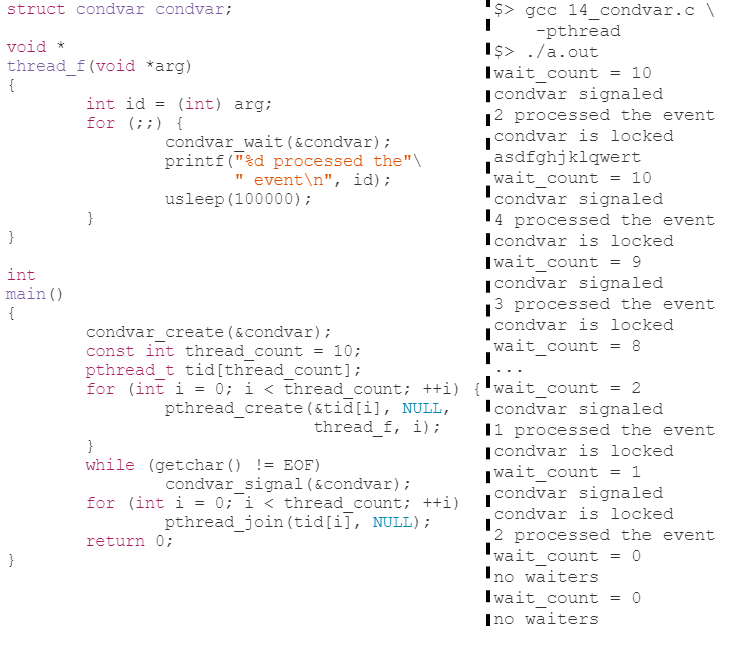 struct condvar condvar;

void *
thread_f(void *arg)
{
        int id = (int) arg;
        for (;;) {
                condvar_wait(&condvar);
                printf("%d processed the"\
                       " event\n", id);
                usleep(100000);
        }
}

int
main()
{
        condvar_create(&condvar);
        const int thread_count = 10;
        pthread_t tid[thread_count];
        for (int i = 0; i < thread_count; ++i) {
                pthread_create(&tid[i], NULL,
                               thread_f, i);
        }
        while (getchar() != EOF)
                condvar_signal(&condvar);
        for (int i = 0; i < thread_count; ++i)
                pthread_join(tid[i], NULL);
        return 0;
}
$> gcc 14_condvar.c \
    -pthread
$> ./a.out
wait_count = 10
condvar signaled
2 processed the event
condvar is locked
asdfghjklqwert
wait_count = 10
condvar signaled
4 processed the event
condvar is locked
wait_count = 9
condvar signaled
3 processed the event
condvar is locked
wait_count = 8
...
wait_count = 2
condvar signaled
1 processed the event
condvar is locked
wait_count = 1
condvar signaled
condvar is locked
2 processed the event
wait_count = 0
no waiters
wait_count = 0
no waiters